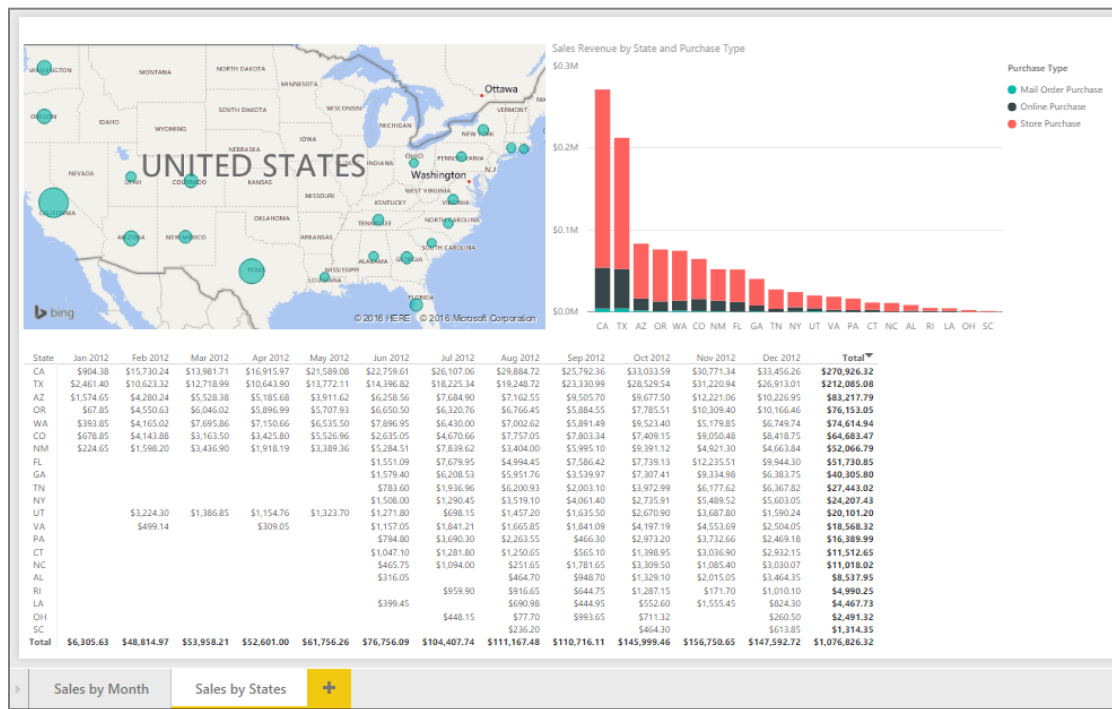 WASHINGTON
MONTANA
NORTH DAKOTA
MINNESOTA
Ottawa
OREGON
IDAHO
SOUTH DAKOTA
WISCONSIN
VERMONT
WYOMING
MICHIGAN
NEW YORK
IOWA
NEBRASKA
UNITED STATES
NEVADA
UTAH
COLORADO
KANSAS
INDIANA
OHIO
PENNSYLVANIA
N.J.
Washington
MISSOURI
WEST VIRGINIA
KENTUCKY
VIRGINIA
CALIFORNIA
OKLAHOMA
TENNESSEE
NORTH CAROLINA
ARIZONA
NEW MEXICO
ARKANSAS
SOUTH CAROLINA
TEXAS
MISSISSIPPI
ALABAMA
GEORGIA
LOUISIANA
FLORIDA
bing
© 2016 HERE © 2016 Microsoft Corporation
Sales Revenue by State and Purchase Type
$0.3M
$0.2M
$0.1M
$0.0M
CA TX AZ OR WA CO NM FL GA TN NY UT VA PA CT NC AL RI LA OH SC
Purchase Type
Mail Order Purchase
Online Purchase
Store Purchase
State Jan 2012 Feb 2012 Mar 2012 Apr 2012 May 2012 Jun 2012 Jul 2012 Aug 2012 Sep 2012 Oct 2012 Nov 2012 Dec 2012 Total
CA $904.38 $15,730.24 $13,981.71 $16,915.97 $21,589.08 $22,759.61 $26,107.06 $29,884.72 $25,792.36 $33,033.59 $30,771.34 $33,456.26 $270,926.32
TX $2,461.40 $10,623.32 $12,718.99 $10,643.90 $13,772.11 $14,396.82 $18,225.34 $19,248.72 $23,330.99 $28,529.54 $31,220.94 $26,913.01 $212,085.08
AZ $1,574.65 $4,280.24 $5,528.38 $5,185.68 $3,911.62 $6,258.56 $7,684.90 $7,162.55 $9,505.70 $9,677.50 $12,221.06 $10,226.95 $83,217.79
OR $67.85 $4,550.63 $6,046.02 $5,896.99 $5,707.93 $6,650.50 $6,320.76 $6,766.45 $5,884.55 $7,785.51 $10,309.40 $10,166.46 $76,153.05
WA $393.85 $4,165.02 $7,695.86 $7,150.66 $6,535.50 $7,896.95 $6,430.00 $7,002.62 $5,891.49 $9,523.40 $5,179.85 $6,749.74 $74,614.94
CO $678.85 $4,143.88 $3,163.50 $3,425.80 $5,526.96 $2,635.05 $4,670.66 $7,757.05 $7,803.34 $7,409.15 $9,050.48 $8,418.75 $64,683.47
NM $224.65 $1,598.20 $3,436.90 $1,918.19 $3,389.36 $5,284.51 $7,839.62 $3,404.00 $5,995.10 $9,391.12 $4,921.30 $4,663.84 $52,066.79
FL $1,551.09 $7,679.95 $4,994.45 $7,586.42 $7,739.13 $12,235.51 $9,944.30 $51,730.85
GA $1,579.40 $6,208.53 $5,951.76 $3,539.97 $7,307.41 $9,334.98 $6,383.75 $40,305.80
TN $783.60 $1,936.96 $6,200.93 $2,003.10 $3,972.99 $6,177.62 $6,367.82 $27,443.02
NY $1,508.00 $1,290.45 $3,519.10 $4,061.40 $2,735.91 $5,489.52 $5,603.05 $24,207.43
UT $3,224.30 $1,386.85 $1,154.76 $1,323.70 $1,271.80 $698.15 $1,457.20 $1,635.50 $2,670.90 $3,687.80 $1,590.24 $20,101.20
VA $499.14 $309.05 $1,157.05 $1,841.21 $1,665.85 $1,841.09 $4,197.19 $4,553.69 $2,504.05 $18,568.32
PA $794.80 $3,690.30 $2,263.55 $466.30 $2,973.20 $3,732.66 $2,469.18 $16,389.99
CT $1,047.10 $1,281.80 $1,250.65 $565.10 $1,398.95 $3,036.90 $2,932.15 $11,512.65
NC $465.75 $1,094.00 $251.65 $1,781.65 $3,309.50 $1,085.40 $3,030.07 $11,018.02
AL $316.05 $464.70 $948.70 $1,329.10 $2,015.05 $3,464.35 $8,537.95
RI $959.90 $916.65 $644.75 $1,287.15 $171.70 $1,010.10 $4,990.25
LA $399.45 $690.98 $444.95 $552.60 $1,555.45 $824.30 $4,467.73
OH $448.15 $77.70 $993.65 $711.32 $260.50 $2,491.32
SC $236.20 $464.30 $613.85 $1,314.35
Total $6,305.63 $48,814.97 $53,958.21 $52,601.00 $61,756.26 $76,756.09 $104,407.74 $111,167.48 $110,716.11 $145,999.46 $156,750.65 $147,592.72 $1,076,826.32
Sales by Month
Sales by States
+